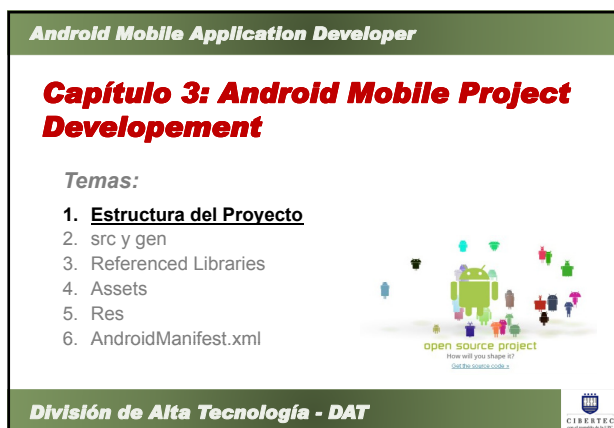 Android Mobile Application Developer
Capítulo 3: Android Mobile Project
Developement
Temas:
1. Estructura del Proyecto
2. src y gen
3. Referenced Libraries
4. Assets
5. Res
6. AndroidManifest.xml
open source project
How will you shape it?
Get the source code »
División de Alta Tecnología - DAT
CIBERTEC